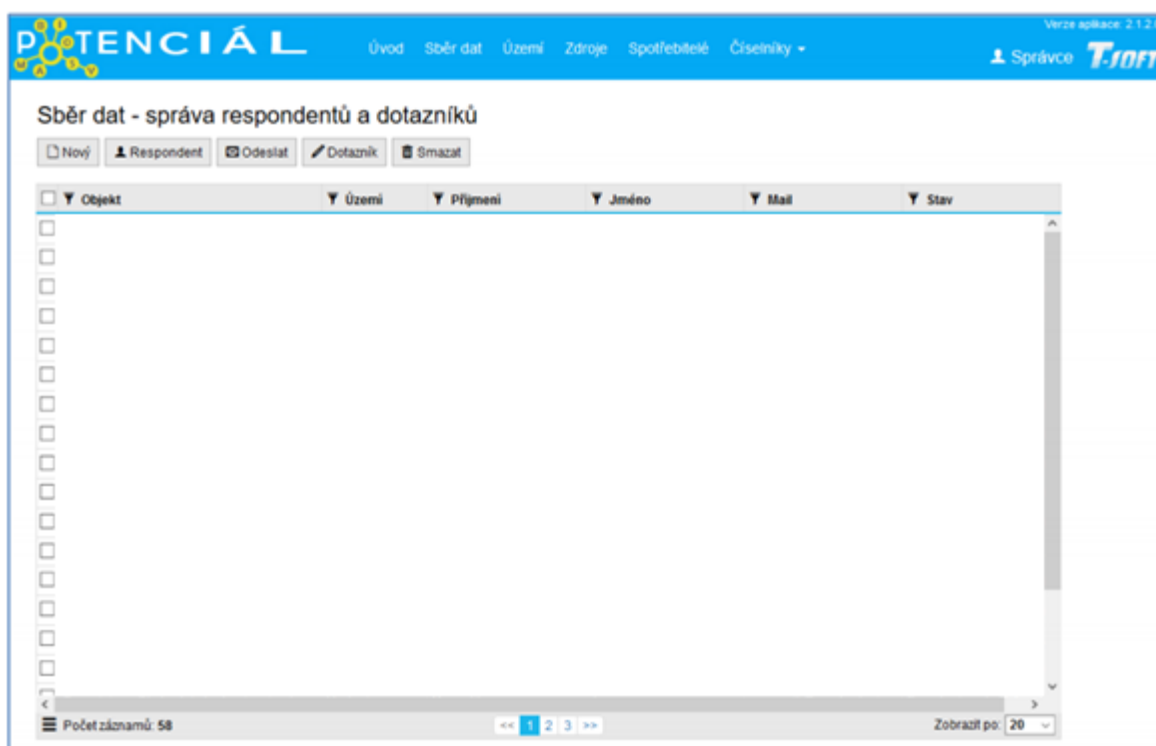 Verze aplikace: 2.1.2.
POTENCIÁL
Úvod Sběr dat Území Zdroje Spotřebitelé Číselníky
Správce T-SOFT
Sběr dat - správa respondentů a dotazníků
Nový Respondent Odeslat Dotazník Smazat
Objekt Území Příjmení Jméno Mail Stav
Počet záznamů: 58 << 1 2 3 >> Zobrazit po: 20